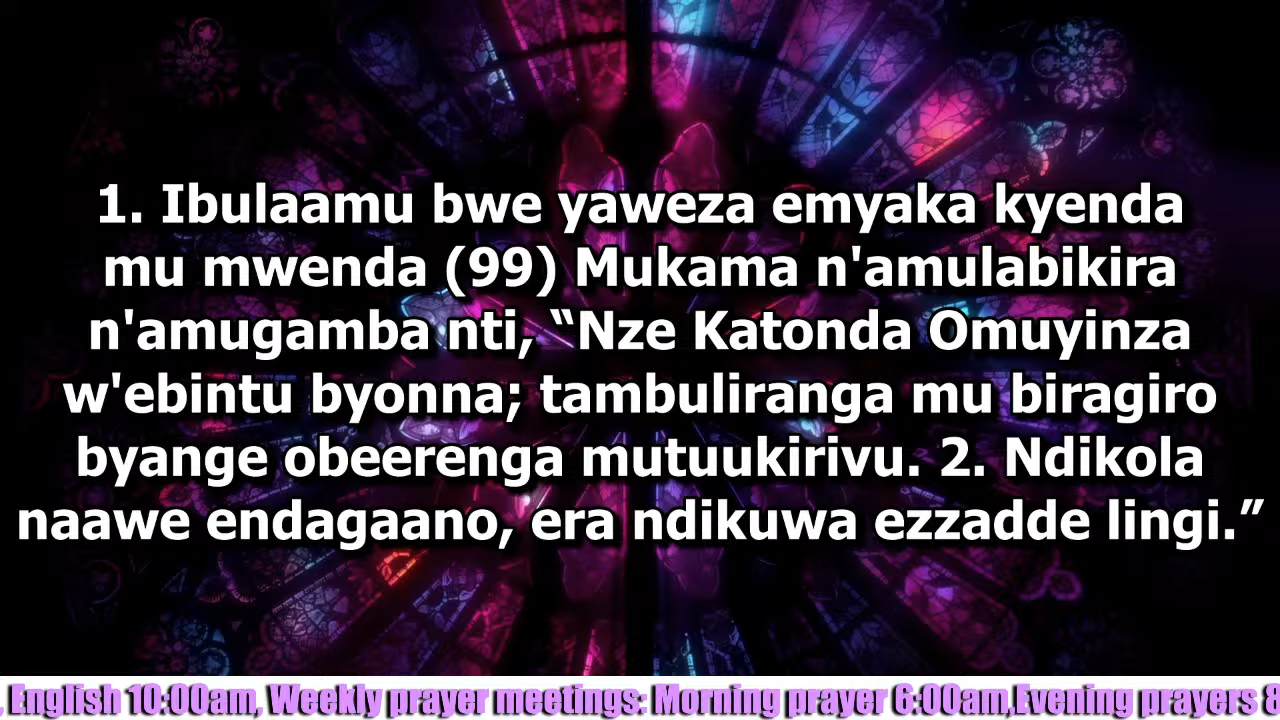 1. Ibulaamu bwe yaweza emyaka kyenda
mu mwenda (99) Mukama n'amulabikira
n'amugamba nti, “Nze Katonda Omuyinza
w'ebintu byonna; tambuliranga mu biragiro
byange obeerenga mutuukirivu. 2. Ndikola
naawe endagaano, era ndikuwa ezzadde lingi.”
, English 10:00am, Weekly prayer meetings: Morning prayer 6:00am,Evening prayers 8